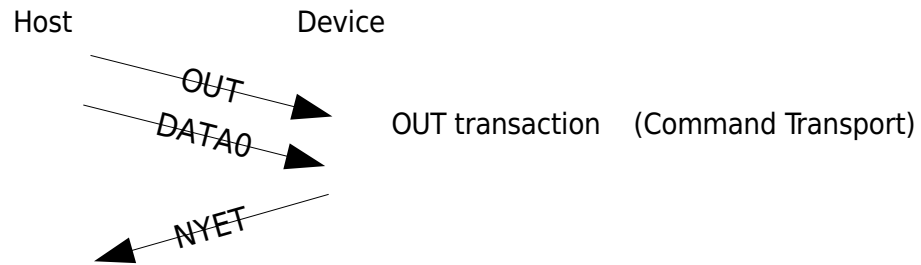 Host Device
OUT
DATA0
OUT transaction (Command Transport)
NYET